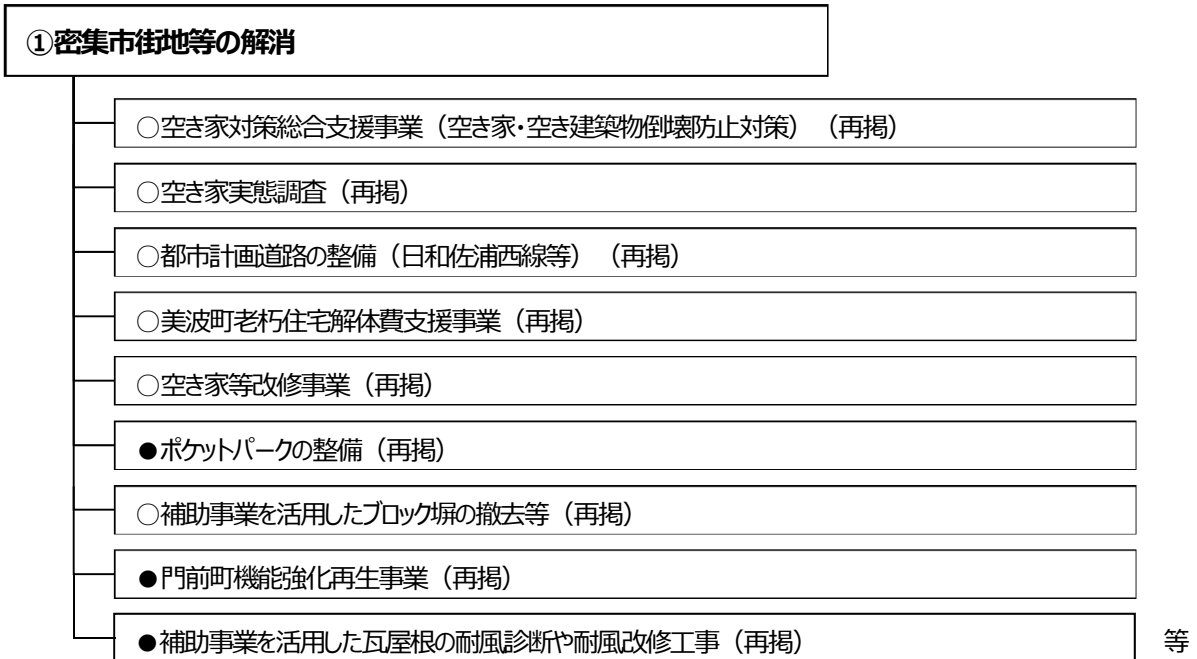 ①密集市街地等の解消
○空き家対策総合支援事業（空き家・空き建築物倒壊防止対策）（再掲）
○空き家実態調査（再掲）
○都市計画道路の整備（日和佐浦西線等）（再掲）
○美波町老朽住宅解体費支援事業（再掲）
○空き家等改修事業（再掲）
●ポケットパークの整備（再掲）
○補助事業を活用したブロック塀の撤去等（再掲）
●門前町機能強化再生事業（再掲）
●補助事業を活用した瓦屋根の耐風診断や耐風改修工事（再掲） 等